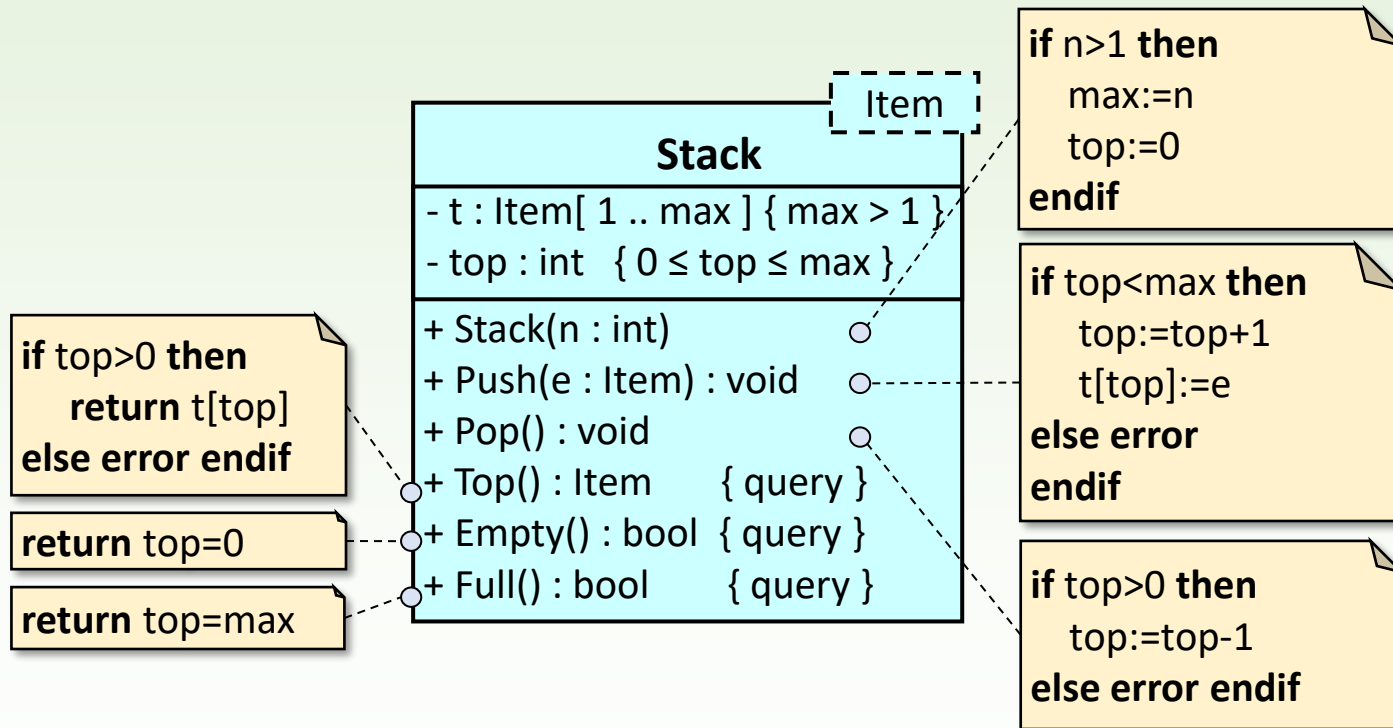 Item
Stack
- t : Item[ 1 .. max ] { max > 1 }
- top : int { 0 ≤ top ≤ max }
+ Stack(n : int)
+ Push(e : Item) : void
+ Pop() : void
+ Top() : Item { query }
+ Empty() : bool { query }
+ Full() : bool { query }
if top>0 then
return t[top]
else error endif
return top=0
return top=max
if n>1 then
max:=n
top:=0
endif
if top<max then
top:=top+1
t[top]:=e
else error
endif
if top>0 then
top:=top-1
else error endif